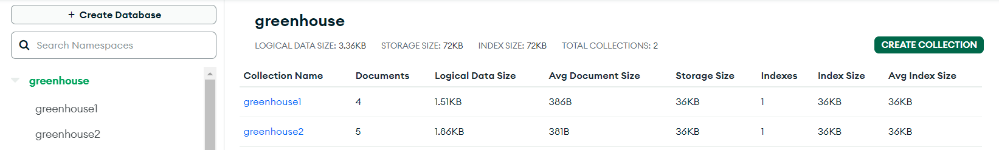 + Create Database
Search Namespaces
greenhouse
greenhouse1
greenhouse2
greenhouse
LOGICAL DATA SIZE: 3.36KB STORAGE SIZE: 72KB INDEX SIZE: 72KB TOTAL COLLECTIONS: 2
CREATE COLLECTION
Collection Name Documents Logical Data Size Avg Document Size Storage Size Indexes Index Size Avg Index Size
greenhouse1 4 1.51KB 386B 36KB 1 36KB 36KB
greenhouse2 5 1.86KB 381B 36KB 1 36KB 36KB